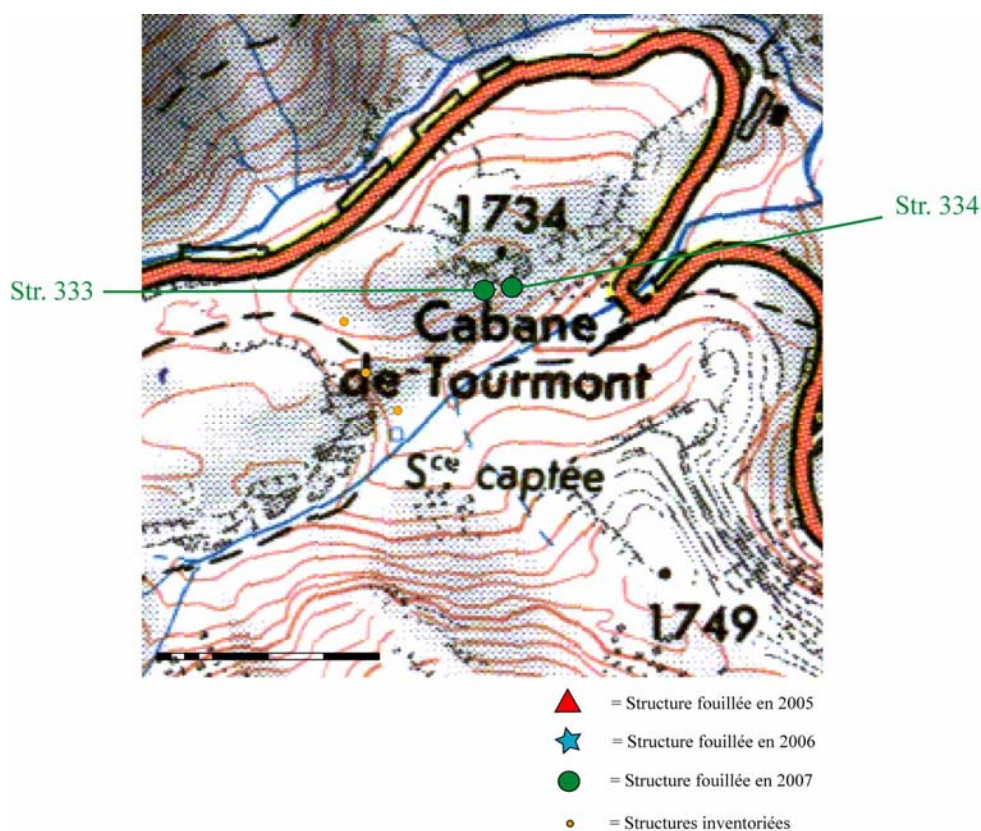 1734
Str. 334
Str. 333
Cabane
de Tourmont
Sce captée
1749
= Structure fouillée en 2005
= Structure fouillée en 2006
= Structure fouillée en 2007
= Structures inventoriées